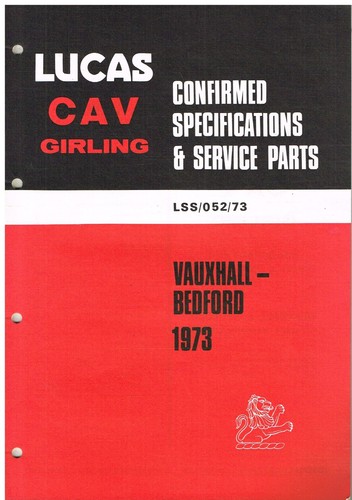 LUCAS
CAV
GIRLING
CONFIRMED
SPECIFICATIONS
& SERVICE PARTS
LSS/052/73
VAUXHALL–
BEDFORD
1973